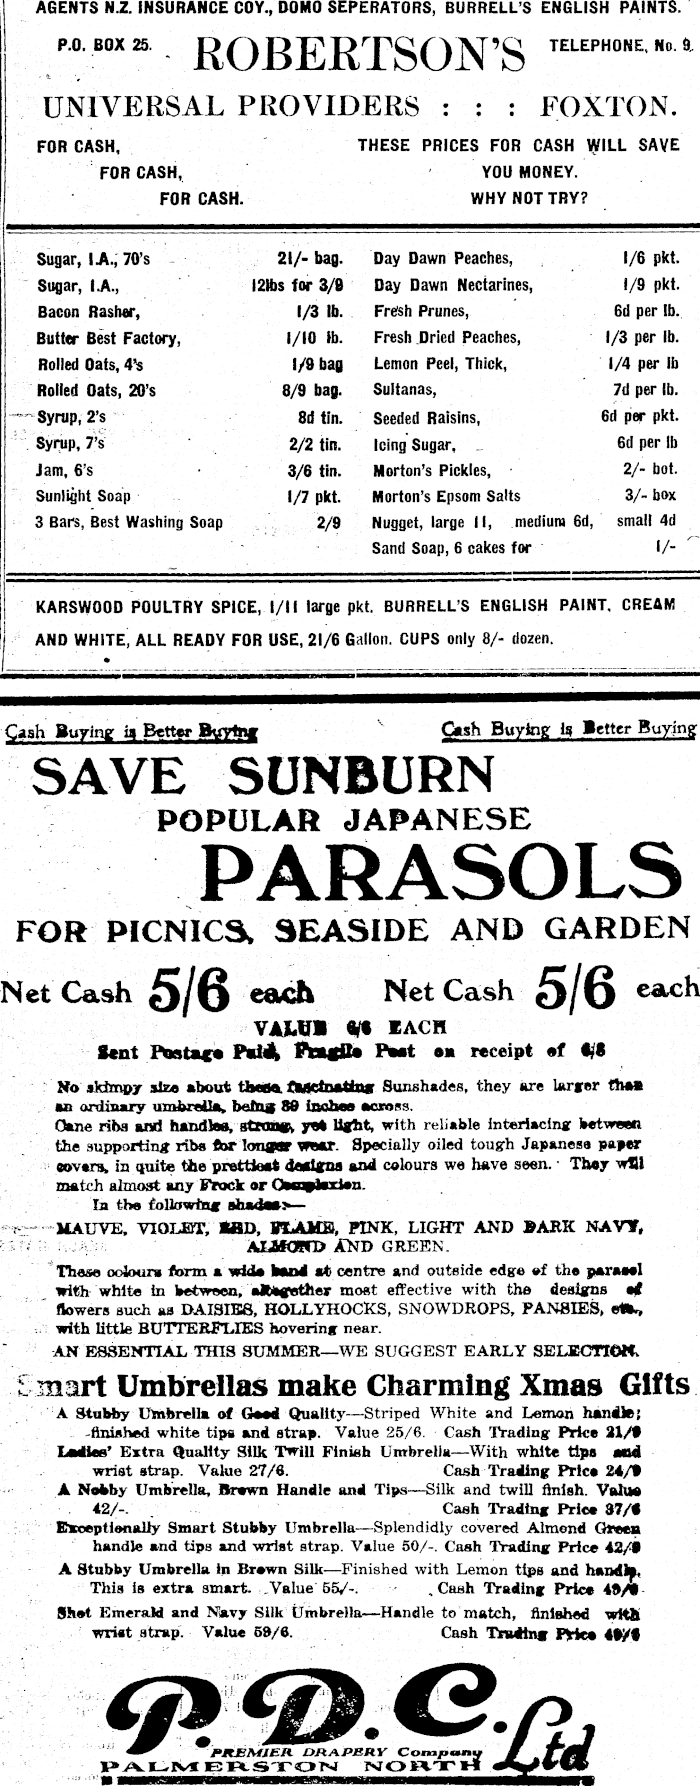 AGENTS N.Z. INSURANCE COY., DOMO SEPERATORS, BURRELL'S ENGLISH PAINTS.
P.O. BOX 25. ROBERTSON'S TELEPHONE, No. 9.
UNIVERSAL PROVIDERS : : : FOXTON.
FOR CASH, THESE PRICES FOR CASH WILL SAVE
FOR CASH, YOU MONEY.
FOR CASH. WHY NOT TRY?
Sugar, I.A., 70's 21/- bag.
Sugar, I.A., 12lbs for 3/9
Bacon Rasher, 1/3 lb.
Butter Best Factory, 1/10 lb.
Rolled Oats, 4's 1/9 bag
Rolled Oats, 20's 8/9 bag.
Syrup, 2's 8d tin.
Syrup, 7's 2/2 tin.
Jam, 6's 3/6 tin.
Sunlight Soap 1/7 pkt.
3 Bars, Best Washing Soap 2/9
Day Dawn Peaches, 1/6 pkt.
Day Dawn Nectarines, 1/9 pkt.
Fresh Prunes, 6d per lb.
Fresh Dried Peaches, 1/3 per lb.
Lemon Peel, Thick, 1/4 per lb
Sultanas, 7d per lb.
Seeded Raisins, 6d per pkt.
Icing Sugar, 6d per lb
Morton's Pickles, 2/- bot.
Morton's Epsom Salts 3/- box
Nugget, large 11, medium 6d, small 4d
Sand Soap, 6 cakes for 1/-
KARSWOOD POULTRY SPICE, 1/11 large pkt. BURRELL'S ENGLISH PAINT, CREAM
AND WHITE, ALL READY FOR USE, 21/6 Gallon. CUPS only 8/- dozen.
Cash Buying is Better Buying Cash Buying is Better Buying
SAVE SUNBURN
POPULAR JAPANESE
PARASOLS
FOR PICNICS, SEASIDE AND GARDEN
Net Cash 5/6 each Net Cash 5/6 each
VALUE 6/6 EACH
Sent Postage Paid, Fragile Post on receipt of
No skimpy size about these fascinating Sunshades, they are larger than
an ordinary umbrella, being 39 inches across.
Cane ribs and handles, strong, yet light, with reliable interlacing between
the supporting ribs for longer wear. Specially oiled tough Japanese paper
covers, in quite the prettiest designs and colours we have seen. They will
match almost any Frock or Complexion.
In the following shades:—
MAUVE, VIOLET, RED, FLAME, PINK, LIGHT AND DARK NAVY,
ALMOND AND GREEN.
These colours form a wide band at centre and outside edge of the parasol
with white in between, altogether most effective with the designs of
flowers such as DAISIES, HOLLYHOCKS, SNOWDROPS, PANSIES, etc.,
with little BUTTERFLIES hovering near.
AN ESSENTIAL THIS SUMMER—WE SUGGEST EARLY SELECTION.
Smart Umbrellas make Charming Xmas Gifts
A Stubby Umbrella of Good Quality—Striped White and Lemon handle;
finished white tips and strap. Value 25/6. Cash Trading Price
Ladies' Extra Quality Silk Twill Finish Umbrella—With white tips and
wrist strap. Value 27/6. Cash Trading Price
A Nobby Umbrella, Brown Handle and Tips—Silk and twill finish. Value
42/-. Cash Trading Price 37/6
Exceptionally Smart Stubby Umbrella—Splendidly covered Almond Green
handle and tips and wrist strap. Value 50/-. Cash Trading Price
A Stubby Umbrella in Brown Silk—Finished with Lemon tips and handle.
This is extra smart. Value 55/-. Cash Trading Price
Shot Emerald and Navy Silk Umbrella—Handle to match, finished with
wrist strap. Value 59/6. Cash Trading Price
P.D.C. Ltd
PREMIER DRAPERY Company
PALMERSTON NORTH